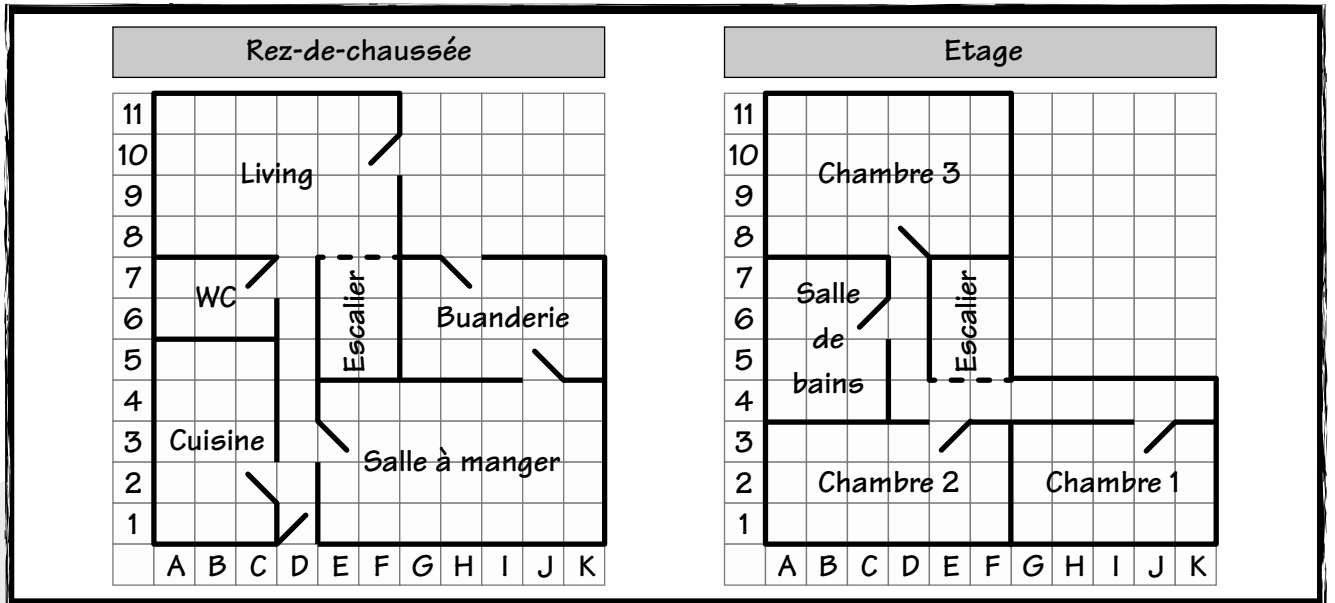 Rez-de-chaussée
11
10
Living
9
8
7
WC
6
Escalier
Buanderie
5
4
3
Cuisine
Salle à manger
2
1
A B C D E F G H I J K
Etage
11
10
Chambre 3
9
8
7
Salle
6
de
Escalier
5
bains
4
3
2
Chambre 2
Chambre 1
1
A B C D E F G H I J K